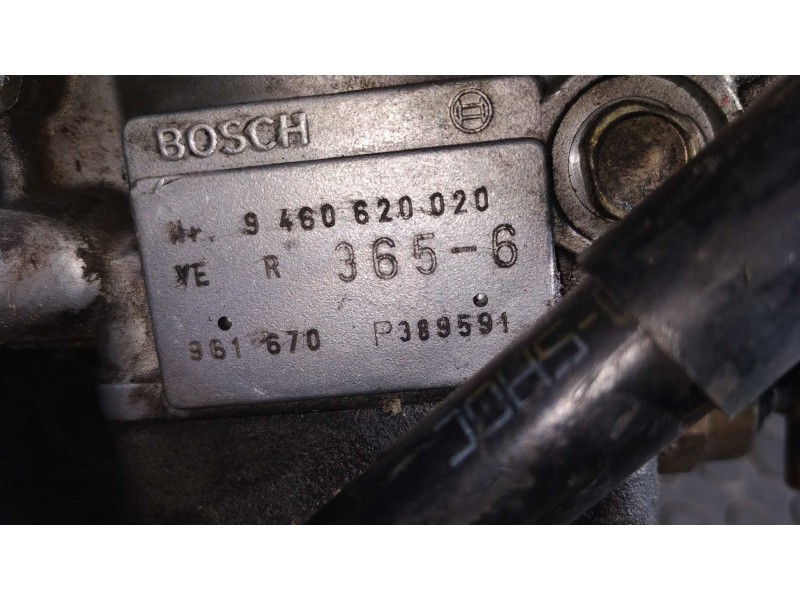 BOSCH
Nr. 9 460 620 020
VE R 365-6
961 670 P389591